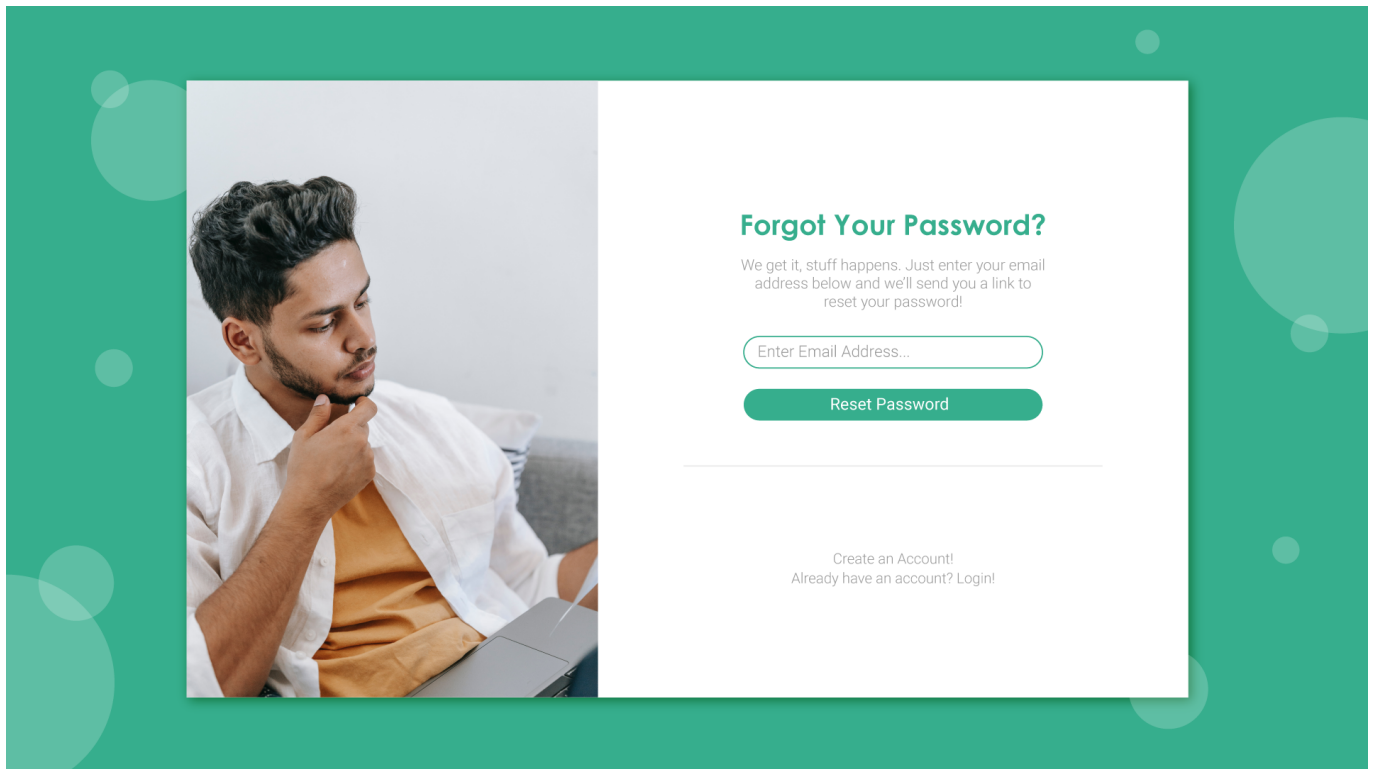 Forgot Your Password?
We get it, stuff happens. Just enter your email
address below and we'll send you a link to
reset your password!
Enter Email Address...
Reset Password
Create an Account!
Already have an account? Login!